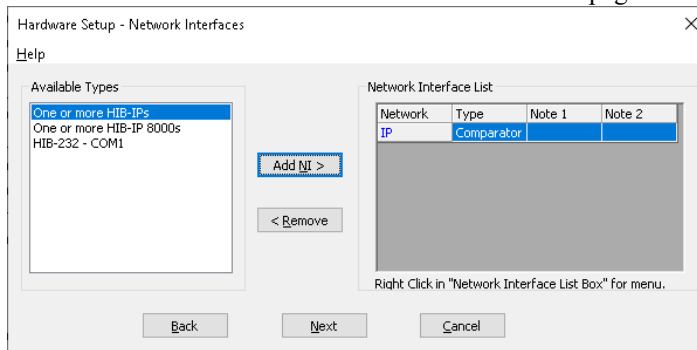 Hardware Setup - Network Interfaces
Help
Available Types
One or more HIB-IPs
One or more HIB-IP 8000s
HIB-232 - COM1
Add NI >
< Remove
Network Interface List
Network Type Note 1 Note 2
IP Comparator
Right Click in "Network Interface List Box" for menu.
Back Next Cancel